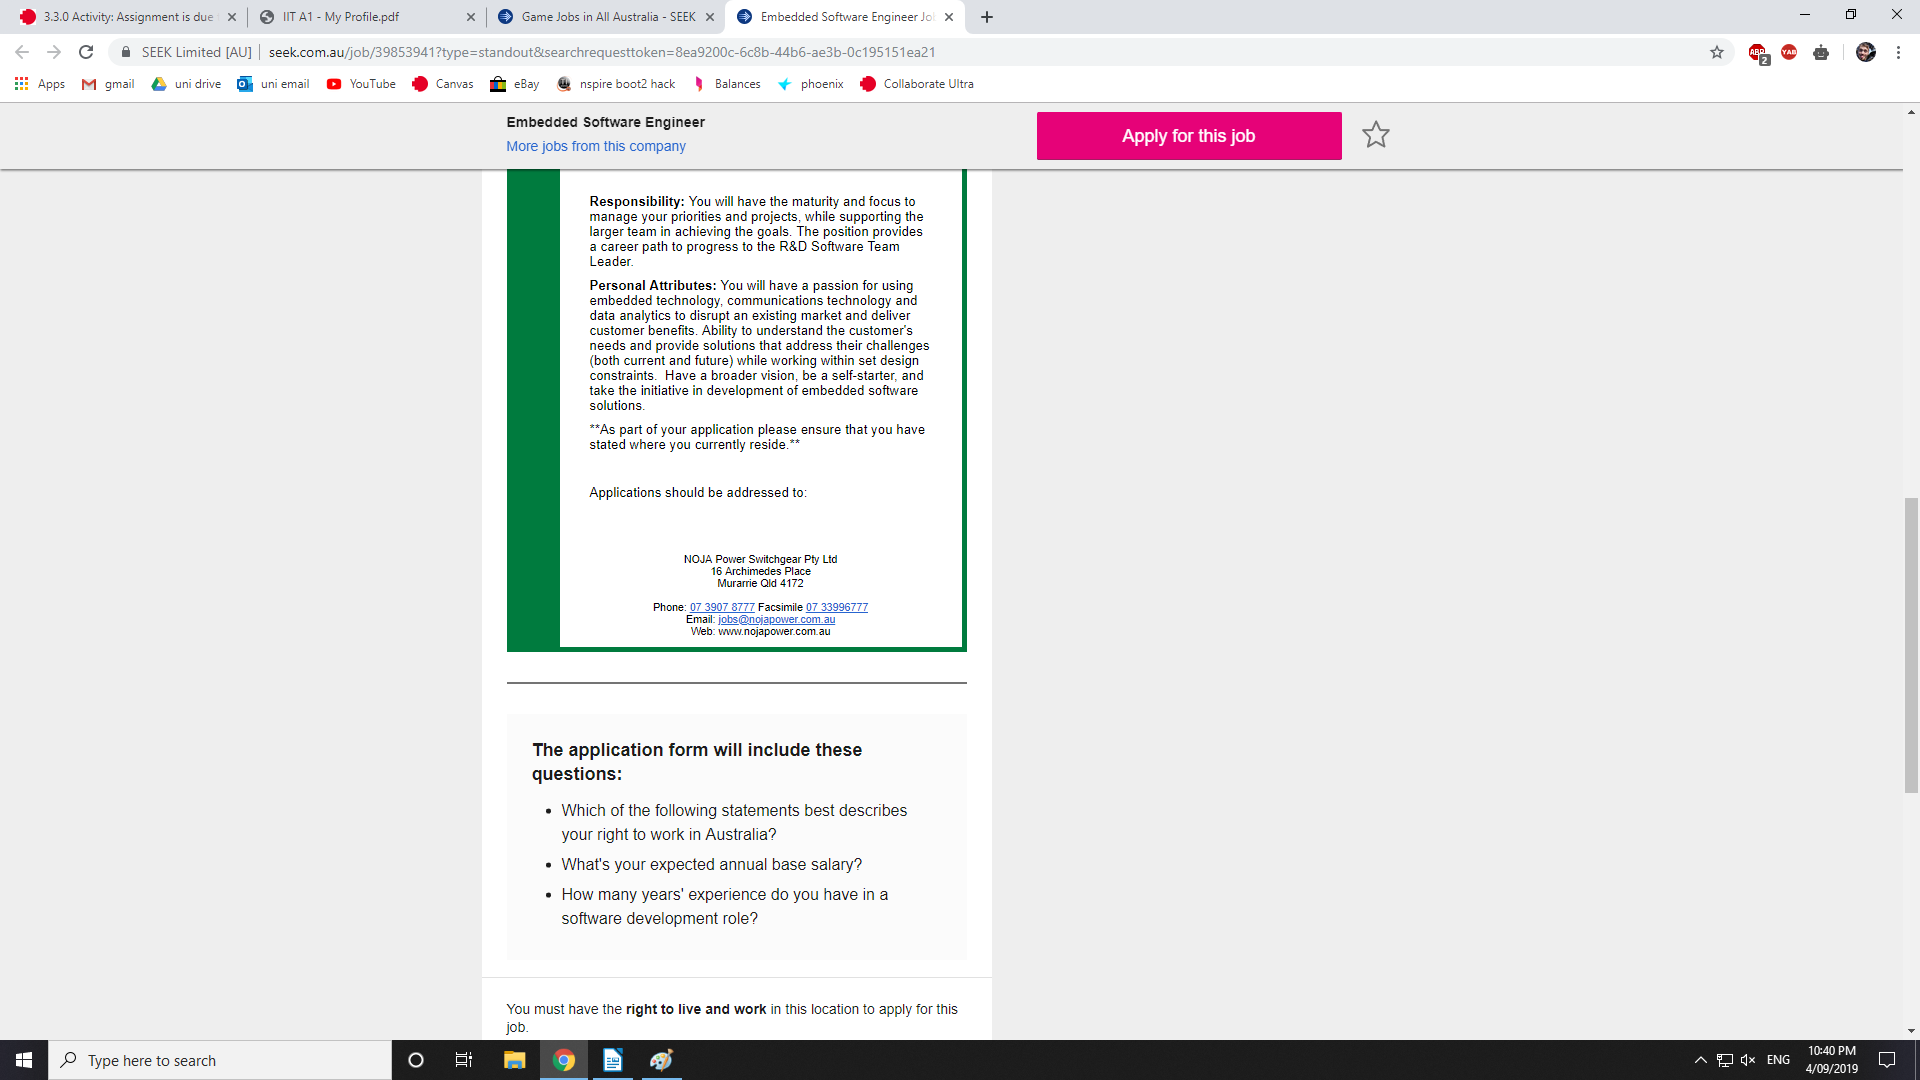 3.3.0 Activity: Assignment is due
IIT A1 - My Profile.pdf
Game Jobs in All Australia - SEEK
Embedded Software Engineer Jo
SEEK Limited [AU]
seek.com.au/job/39853941?type=standout&searchrequesttoken=8ea9200c-6c8b-44b6-ae3b-0c195151ea21
ABP
2
YAB
Apps
gmail
uni drive
uni email
YouTube
Canvas
eBay
nspire boot2 hack
Balances
phoenix
Collaborate Ultra
Embedded Software Engineer
More jobs from this company
Apply for this job
Responsibility: You will have the maturity and focus to
manage your priorities and projects, while supporting the
larger team in achieving the goals. The position provides
a career path to progress to the R&D Software Team
Leader.
Personal Attributes: You will have a passion for using
embedded technology, communications technology and
data analytics to disrupt an existing market and deliver
customer benefits. Ability to understand the customer's
needs and provide solutions that address their challenges
(both current and future) while working within set design
constraints.  Have a broader vision, be a self-starter, and
take the initiative in development of embedded software
solutions.
**As part of your application please ensure that you have
stated where you currently reside.**
Applications should be addressed to:
NOJA Power Switchgear Pty Ltd
16 Archimedes Place
Murarrie Qld 4172
Phone: 07 3907 8777 Facsimile 07 33996777
Email: jobs@nojapower.com.au
Web: www.nojapower.com.au
The application form will include these
questions:
• Which of the following statements best describes
your right to work in Australia?
• What's your expected annual base salary?
• How many years' experience do you have in a
software development role?
You must have the right to live and work in this location to apply for this
job.
Type here to search
ENG
10:40 PM
4/09/2019